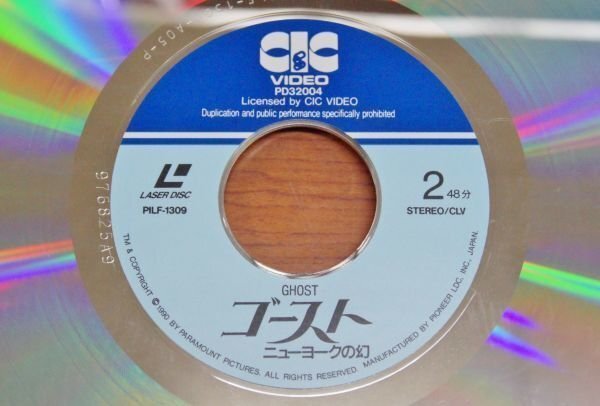 CIC
VIDEO
PD32004
Licensed by CIC VIDEO
Duplication and public performance specifically prohibited
LASER DISC
PILF-1309
2 48分
STEREO/CLV
GHOST
ゴースト
ニューヨークの幻
TM & COPYRIGHT ©1990 BY PARAMOUNT PICTURES. ALL RIGHTS RESERVED. MANUFACTURED BY PIONEER LDC, INC., JAPAN.
976825A9